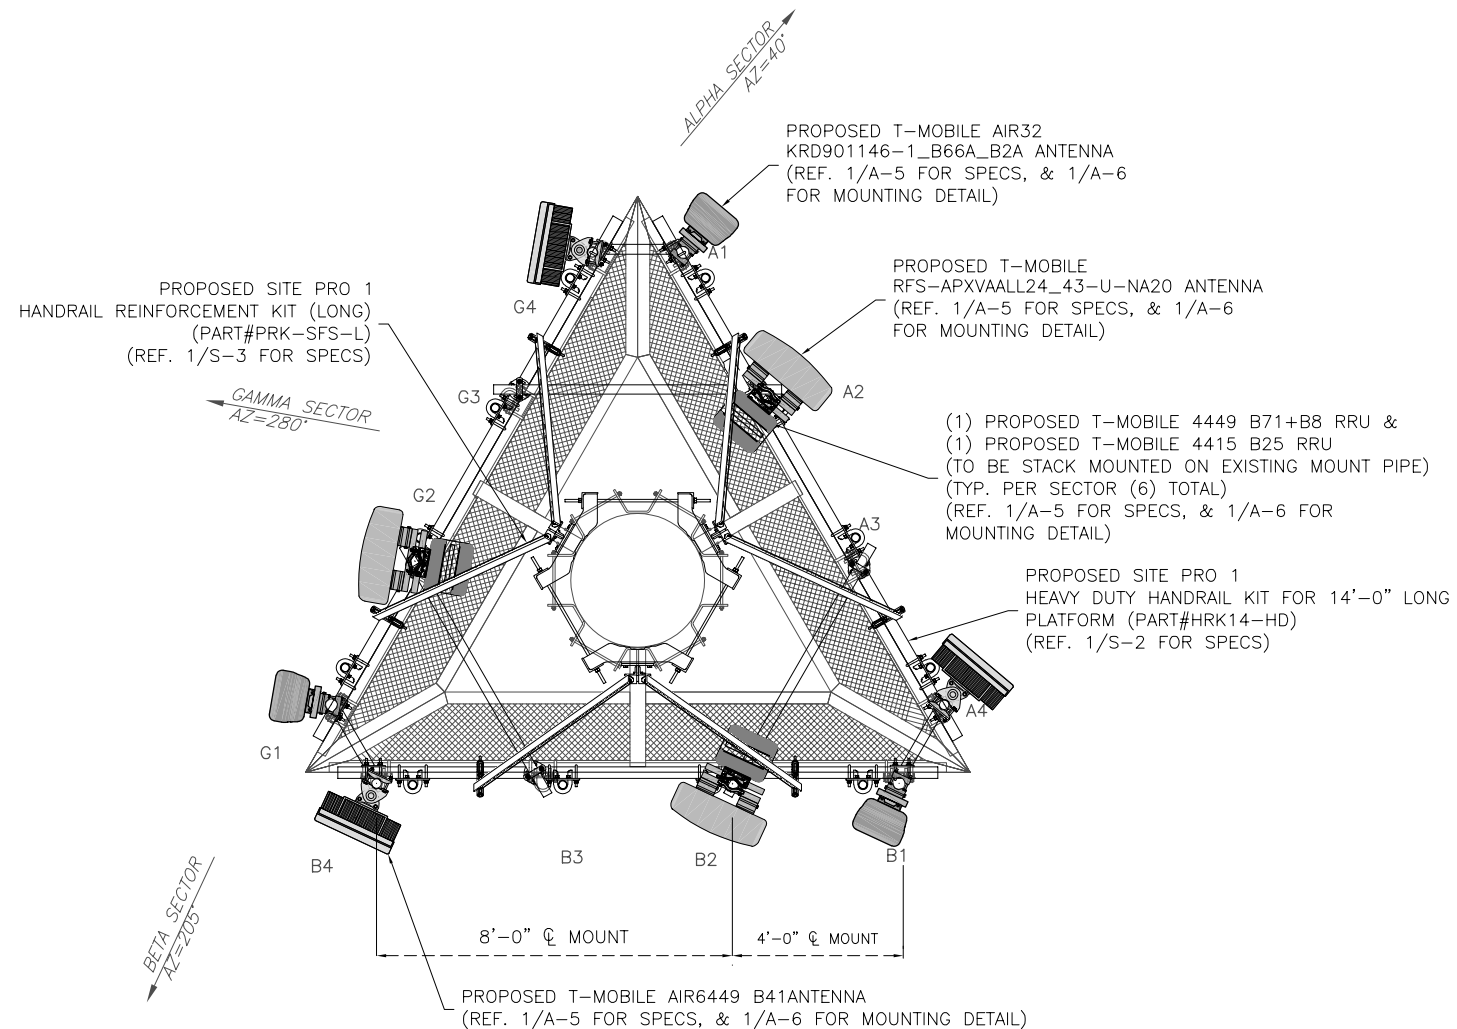 ALPHA SECTOR
AZ=40°
PROPOSED T-MOBILE AIR32
KRD901146-1_B66A_B2A ANTENNA
(REF. 1/A-5 FOR SPECS, & 1/A-6
FOR MOUNTING DETAIL)
A1
G4
PROPOSED T-MOBILE
RFS-APXVAALL24_43-U-NA20 ANTENNA
(REF. 1/A-5 FOR SPECS, & 1/A-6
FOR MOUNTING DETAIL)
PROPOSED SITE PRO 1
HANDRAIL REINFORCEMENT KIT (LONG)
(PART#PRK-SFS-L)
(REF. 1/S-3 FOR SPECS)
GAMMA SECTOR
AZ=280°
G3
A2
(1) PROPOSED T-MOBILE 4449 B71+B8 RRU &
(1) PROPOSED T-MOBILE 4415 B25 RRU
(TO BE STACK MOUNTED ON EXISTING MOUNT PIPE)
(TYP. PER SECTOR (6) TOTAL)
(REF. 1/A-5 FOR SPECS, & 1/A-6 FOR
MOUNTING DETAIL)
G2
A3
PROPOSED SITE PRO 1
HEAVY DUTY HANDRAIL KIT FOR 14'-0" LONG
PLATFORM (PART#HRK14-HD)
(REF. 1/S-2 FOR SPECS)
A4
G1
B4
B3
B2
B1
BETA SECTOR
AZ=205°
8'-0" ℄ MOUNT
4'-0" ℄ MOUNT
PROPOSED T-MOBILE AIR6449 B41ANTENNA
(REF. 1/A-5 FOR SPECS, & 1/A-6 FOR MOUNTING DETAIL)